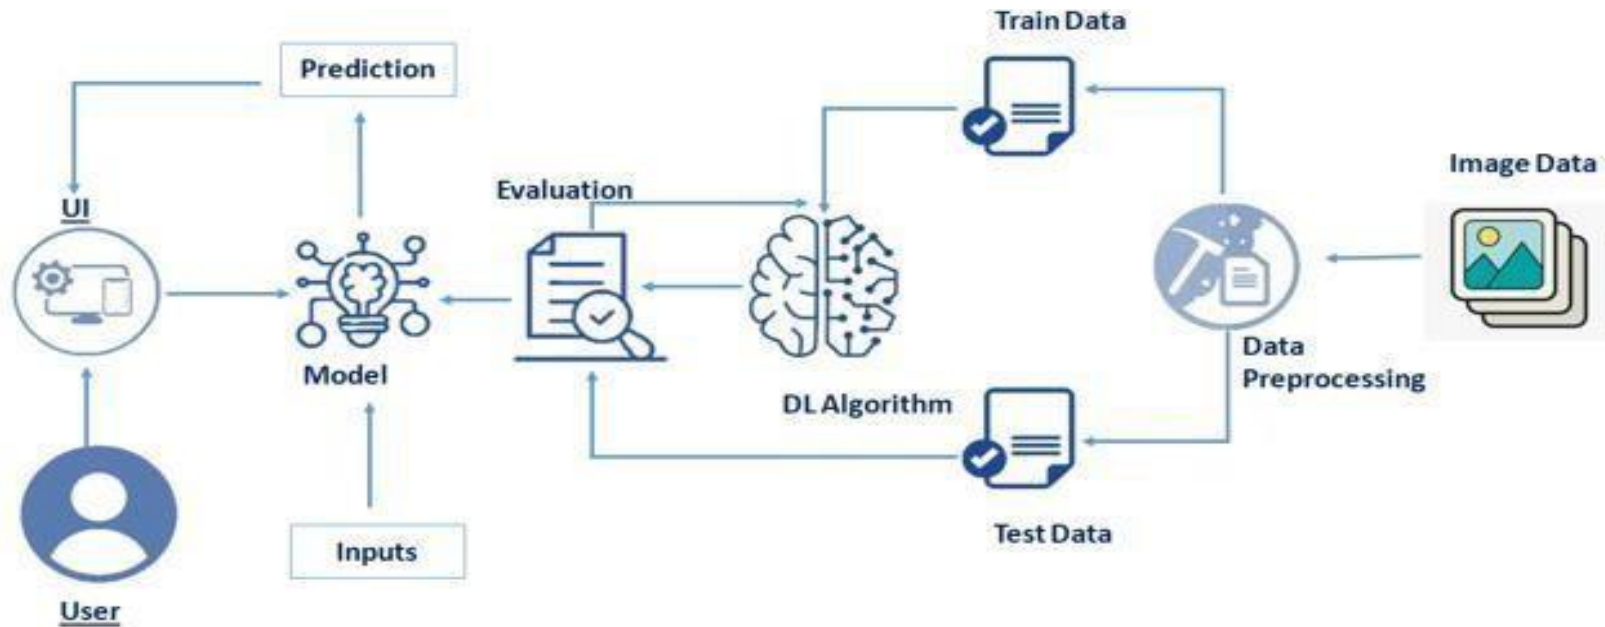 Train Data
Prediction
Image Data
Evaluation
UI
Data
Preprocessing
Model
DL Algorithm
Test Data
Inputs
User